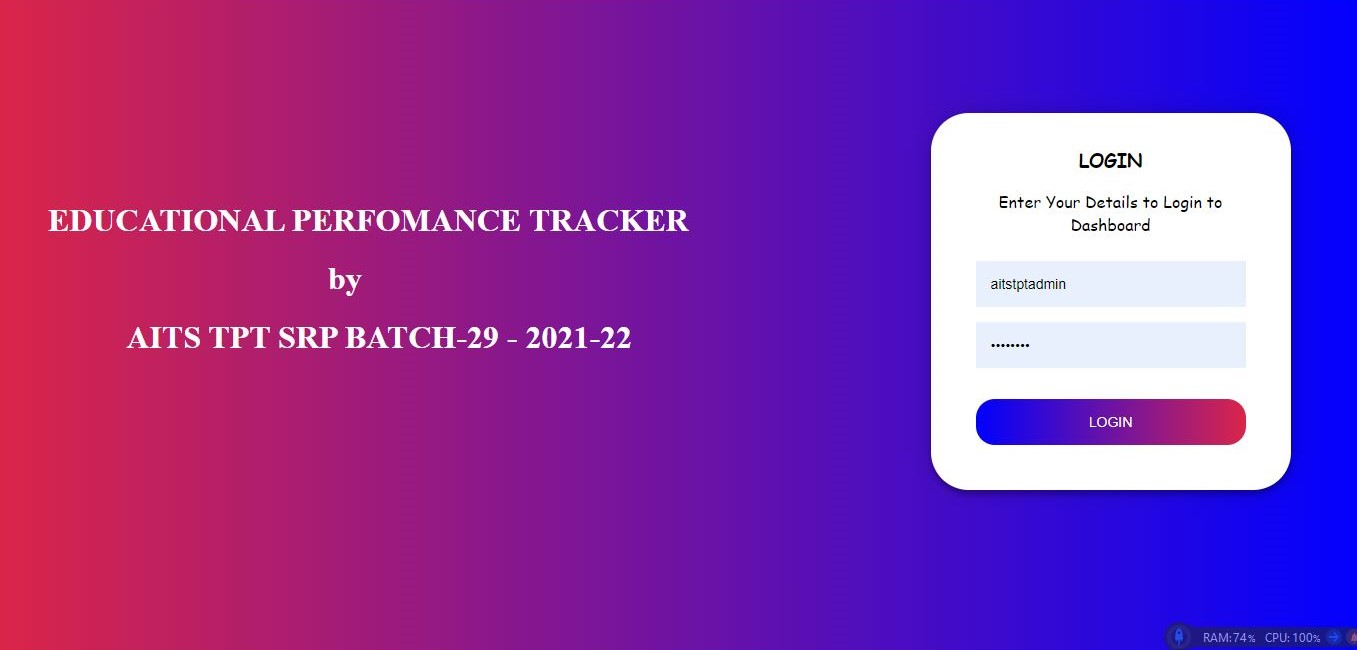 EDUCATIONAL PERFOMANCE TRACKER
by
AITS TPT SRP BATCH-29 - 2021-22
LOGIN
Enter Your Details to Login to
Dashboard
aitstptadmin
••••••••
LOGIN
RAM: 74% CPU: 100%